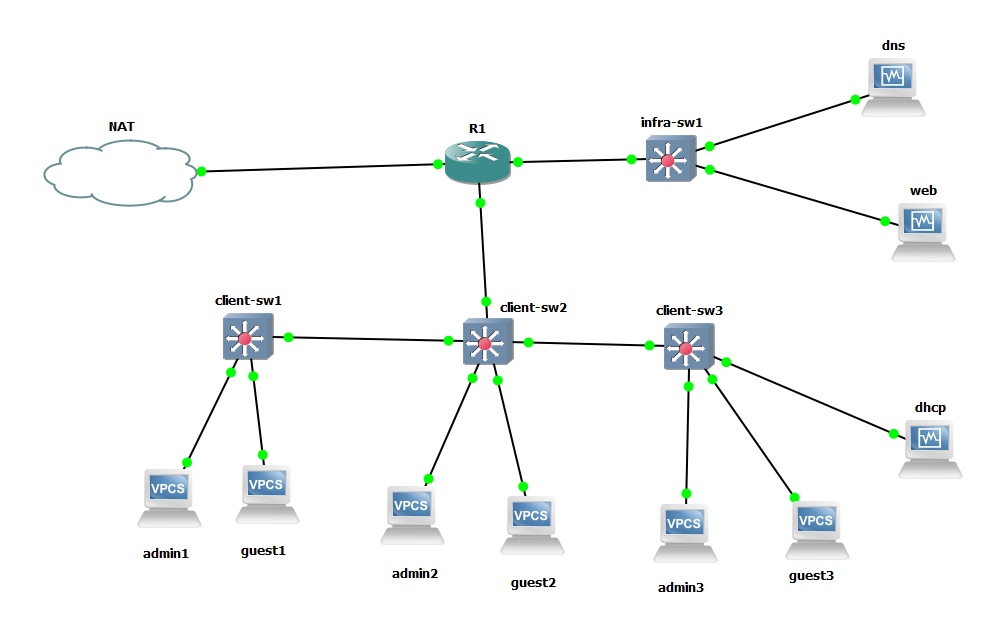 dns
NAT
R1
infra-sw1
web
client-sw1
client-sw2
client-sw3
dhcp
VPCS
VPCS
VPCS
VPCS
VPCS
VPCS
admin1
guest1
admin2
guest2
admin3
guest3